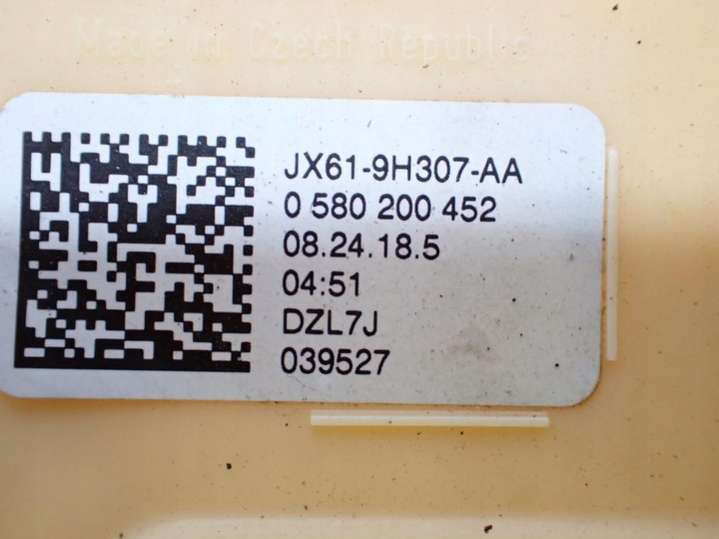 Made in Czech Republic
JX61-9H307-AA
0 580 200 452
08.24.18.5
04:51
DZL7J
039527